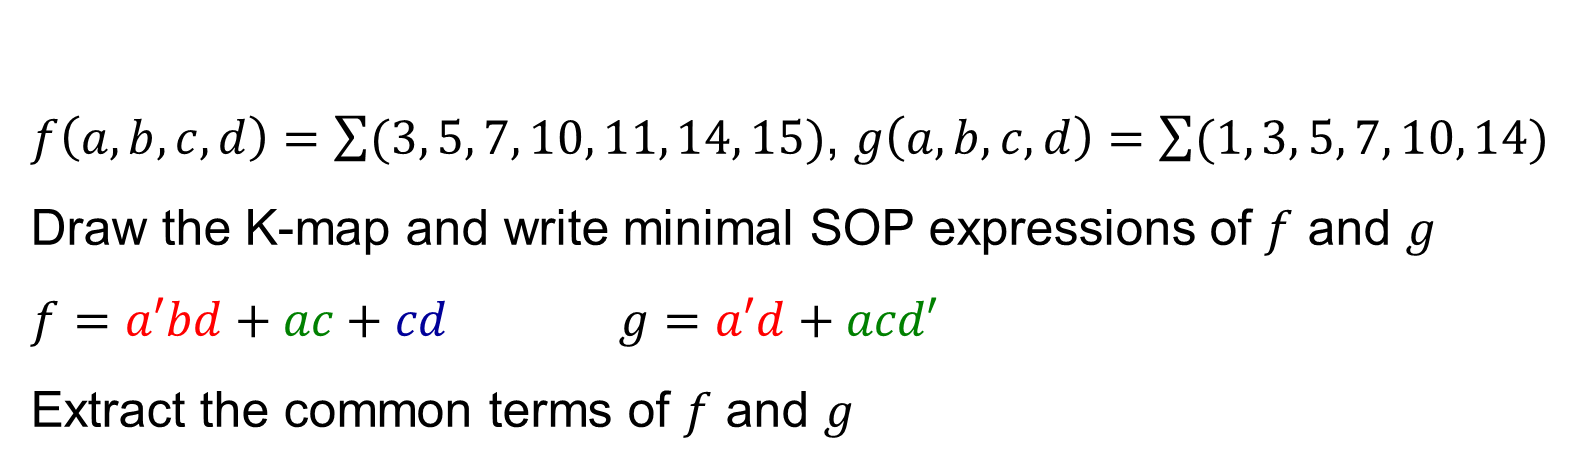 f(a, b, c, d) = ∑(3, 5, 7, 10, 11, 14, 15), g(a, b, c, d) = ∑(1, 3, 5, 7, 10, 14)
Draw the K-map and write minimal SOP expressions of f and g
f = a′bd + ac + cd g = a′d + acd′
Extract the common terms of f and g